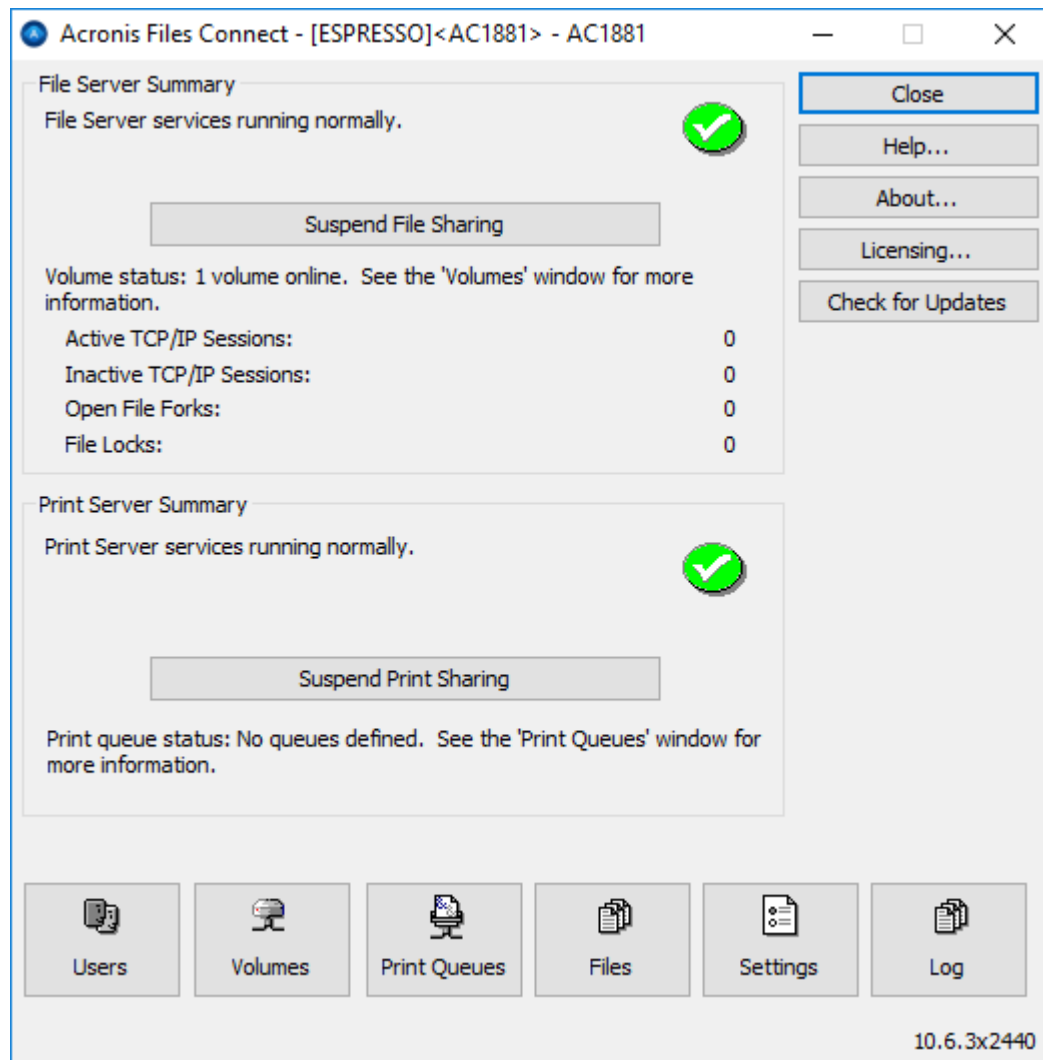 Acronis Files Connect - [ESPRESSO]<AC1881> - AC1881
File Server Summary
File Server services running normally.
Suspend File Sharing
Volume status: 1 volume online.  See the 'Volumes' window for more
information.
Active TCP/IP Sessions: 0
Inactive TCP/IP Sessions: 0
Open File Forks: 0
File Locks: 0
Close
Help...
About...
Licensing...
Check for Updates
Print Server Summary
Print Server services running normally.
Suspend Print Sharing
Print queue status: No queues defined.  See the 'Print Queues' window for
more information.
Users
Volumes
Print Queues
Files
Settings
Log
10.6.3x2440